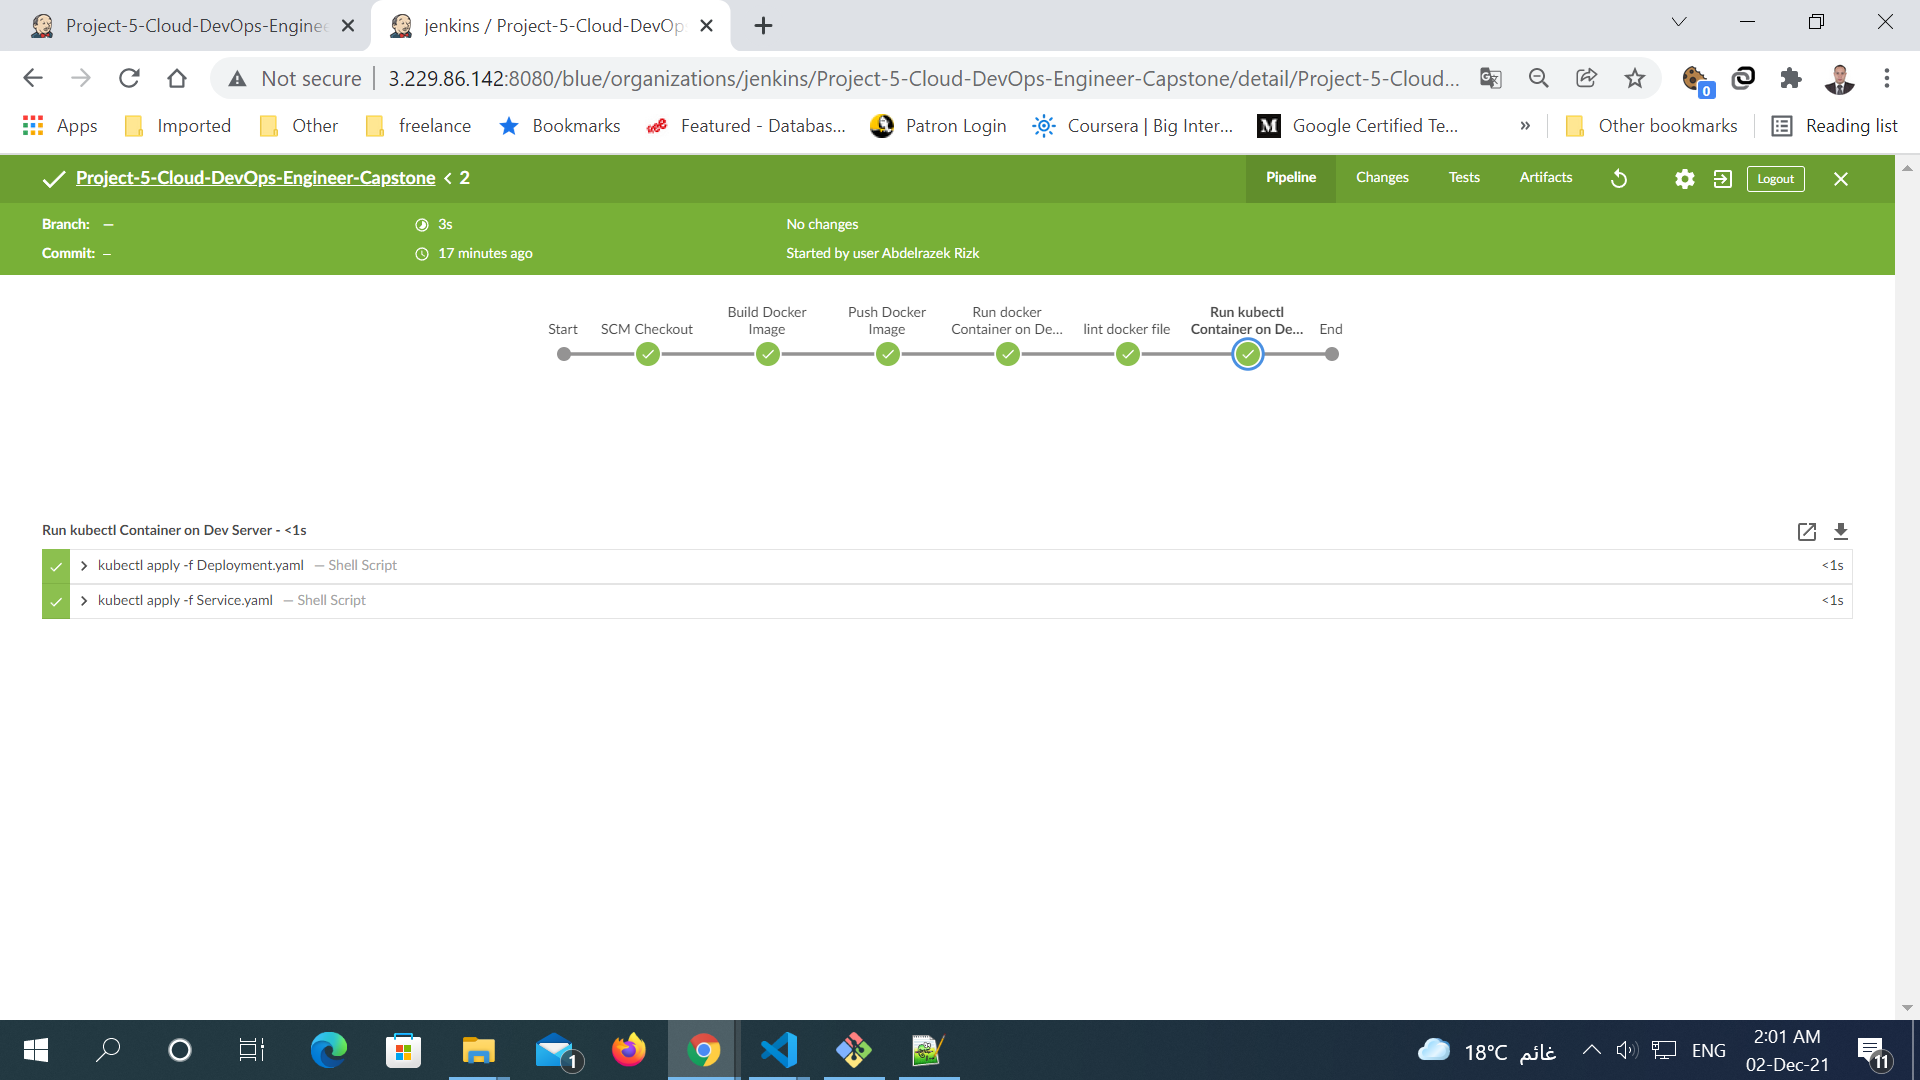 Project-5-Cloud-DevOps-Enginee
jenkins / Project-5-Cloud-DevOp
Not secure
3.229.86.142:8080/blue/organizations/jenkins/Project-5-Cloud-DevOps-Engineer-Capstone/detail/Project-5-Cloud...
0
Apps
Imported
Other
freelance
Bookmarks
Featured - Databas...
Patron Login
Coursera | Big Inter...
M
Google Certified Te...
»
Other bookmarks
Reading list
Project-5-Cloud-DevOps-Engineer-Capstone < 2
Pipeline
Changes
Tests
Artifacts
Logout
Branch: —
3s
No changes
Commit: –
17 minutes ago
Started by user Abdelrazek Rizk
Start
SCM Checkout
Build Docker
Image
Push Docker
Image
Run docker
Container on De...
lint docker file
Run kubectl
Container on De...
End
Run kubectl Container on Dev Server - <1s
kubectl apply -f Deployment.yaml — Shell Script
<1s
kubectl apply -f Service.yaml — Shell Script
<1s
1
18°C غائم
ENG
2:01 AM
02-Dec-21
11